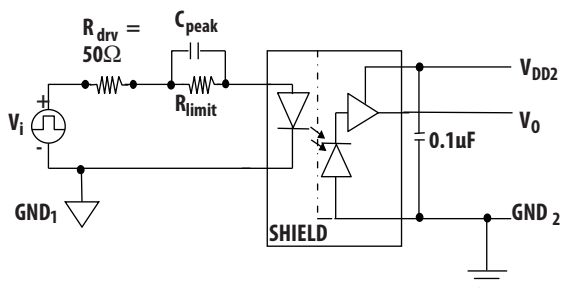 R drv =
50Ω
C peak
R limit
V i
+
-
GND 1
SHIELD
V DD2
V O
0.1uF
GND 2